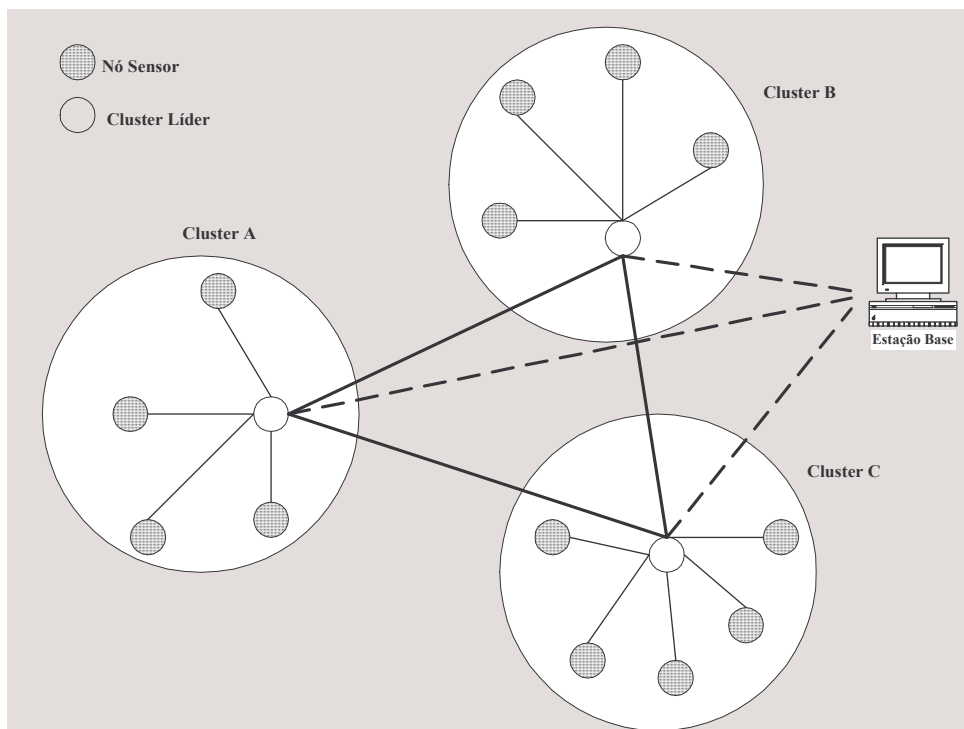 Nó Sensor
Cluster Líder
Cluster B
Cluster A
Estação Base
Cluster C